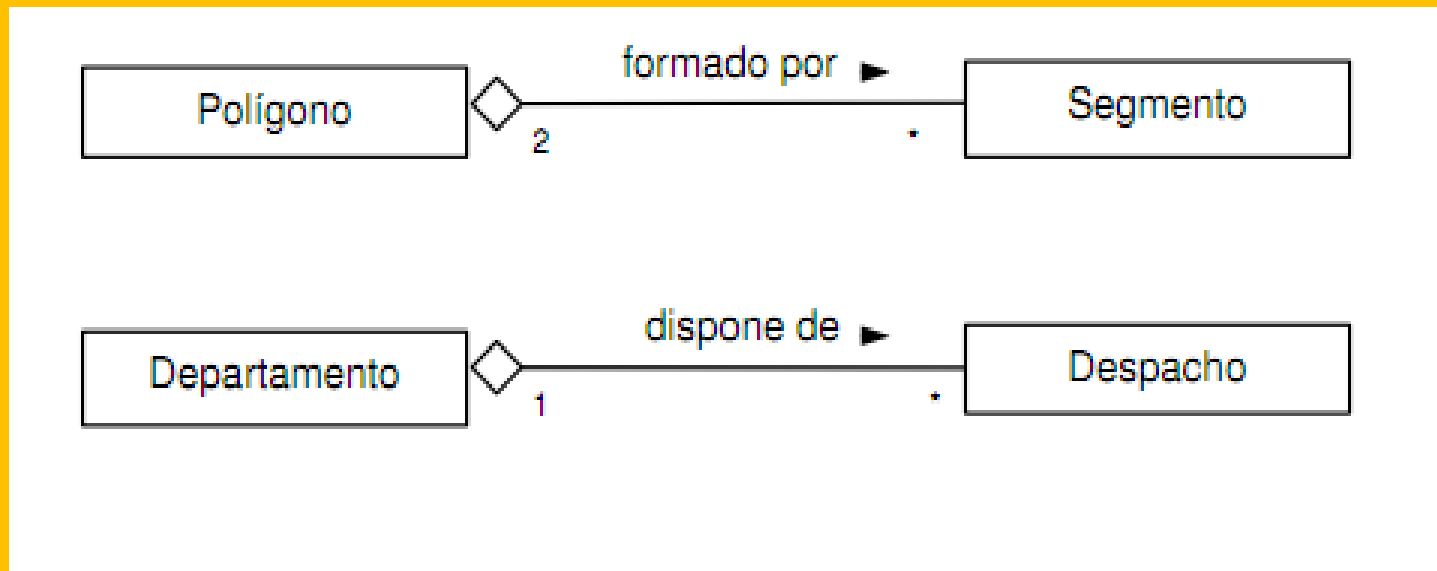 formado por ►
Polígono
Segmento
2 *
dispone de ►
Departamento
Despacho
1 *